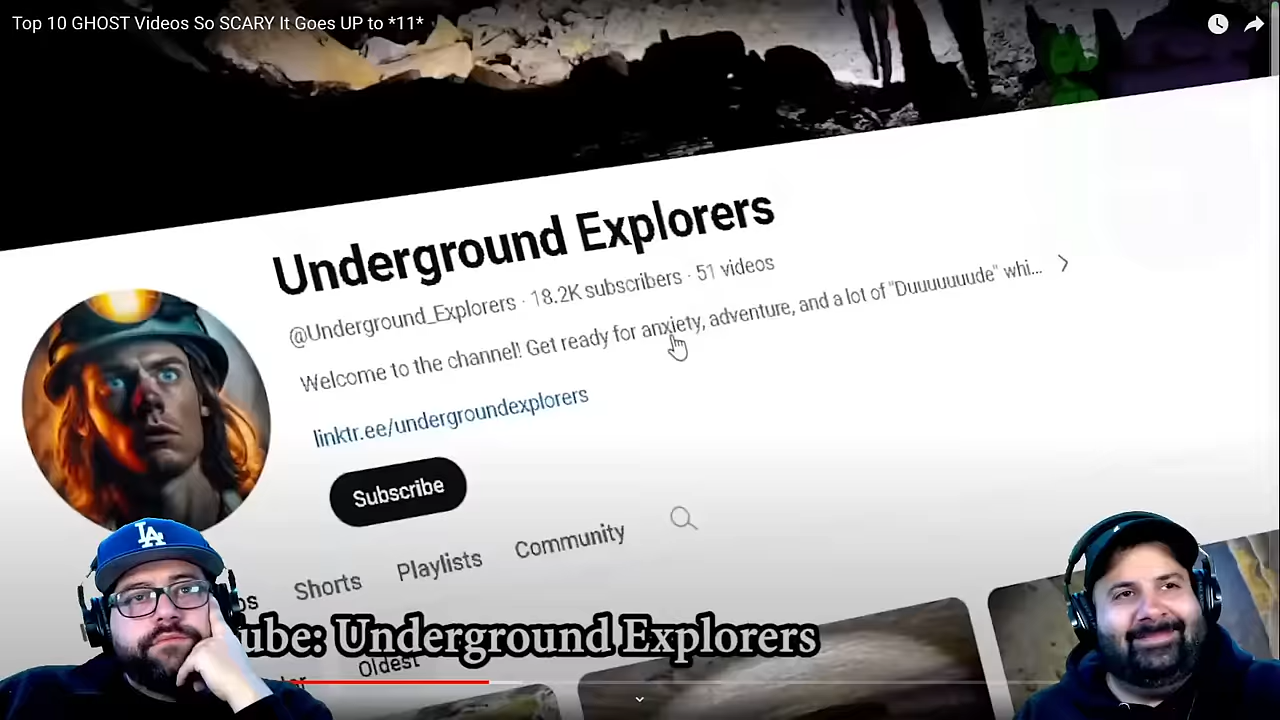 Top 10 GHOST Videos So SCARY It Goes UP to *11*
Underground Explorers
@Underground_Explorers · 18.2K subscribers · 51 videos
Welcome to the channel! Get ready for anxiety, adventure, and a lot of "Duuuuuuude" whi...
linktr.ee/undergroundexplorers
Subscribe
Shorts Playlists Community
ube: Underground Explorers
Oldest
LA